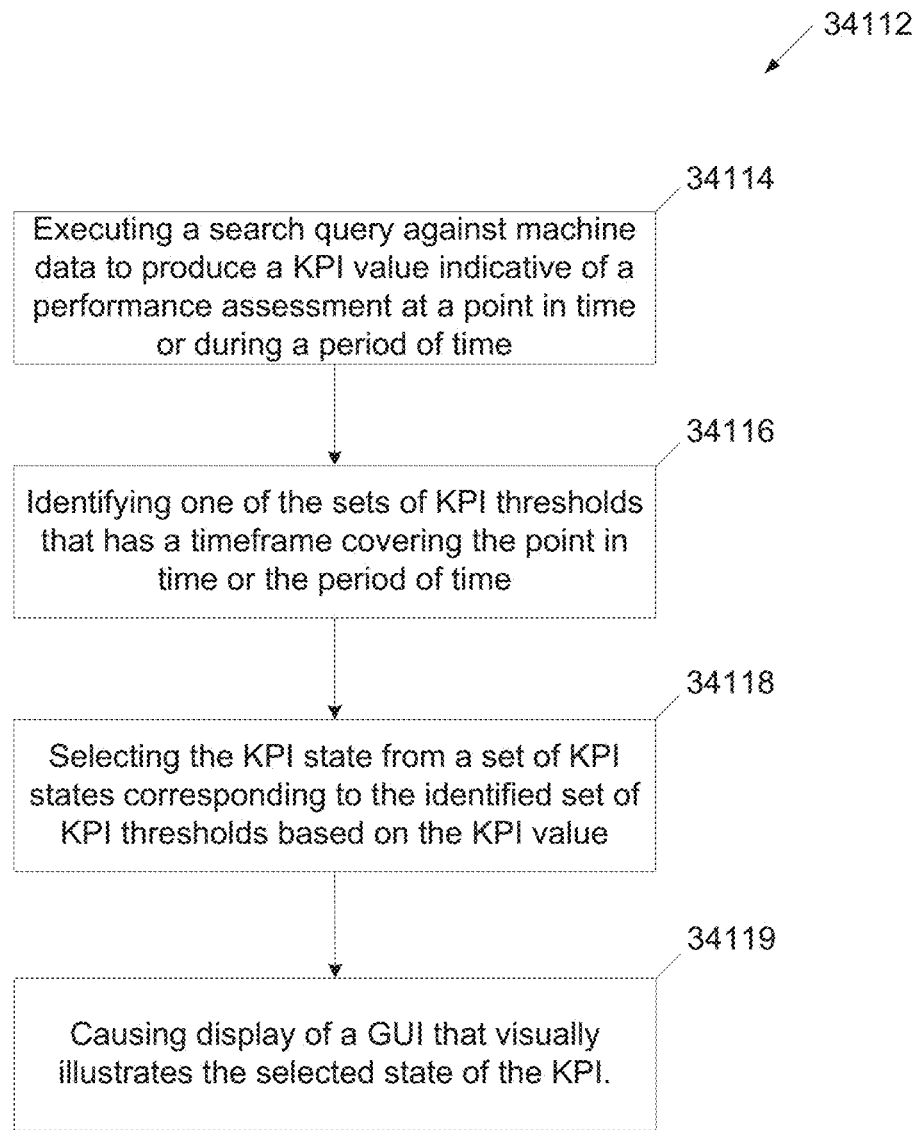 34112
34114
Executing a search query against machine
data to produce a KPI value indicative of a
performance assessment at a point in time
or during a period of time
34116
Identifying one of the sets of KPI thresholds
that has a timeframe covering the point in
time or the period of time
34118
Selecting the KPI state from a set of KPI
states corresponding to the identified set of
KPI thresholds based on the KPI value
34119
Causing display of a GUI that visually
illustrates the selected state of the KPI.